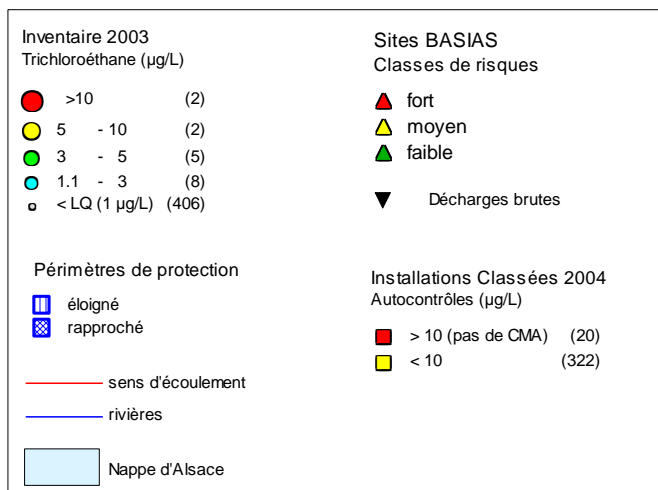 Inventaire 2003
Trichloroéthane (µg/L)
>10 (2)
5 - 10 (2)
3 - 5 (5)
1.1 - 3 (8)
< LQ (1 µg/L) (406)
Périmètres de protection
éloigné
rapproché
sens d'écoulement
rivières
Nappe d'Alsace
Sites BASIAS
Classes de risques
fort
moyen
faible
Décharges brutes
Installations Classées 2004
Autocontrôles (µg/L)
> 10 (pas de CMA) (20)
< 10 (322)